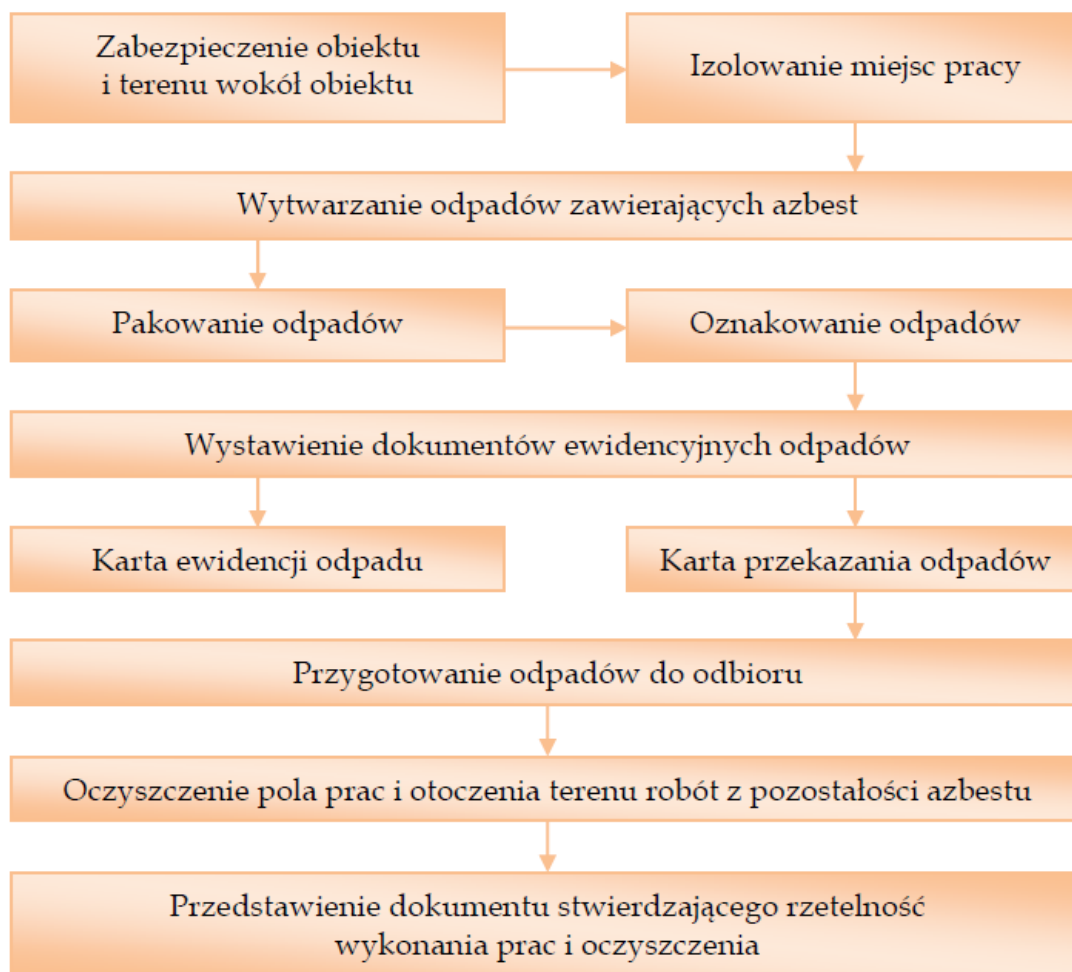 Zabezpieczenie obiektu
i terenu wokół obiektu
Izolowanie miejsc pracy
Wytwarzanie odpadów zawierających azbest
Pakowanie odpadów
Oznakowanie odpadów
Wystawienie dokumentów ewidencyjnych odpadów
Karta ewidencji odpadu
Karta przekazania odpadów
Przygotowanie odpadów do odbioru
Oczyszczenie pola prac i otoczenia terenu robót z pozostałości azbestu
Przedstawienie dokumentu stwierdzającego rzetelność
wykonania prac i oczyszczenia